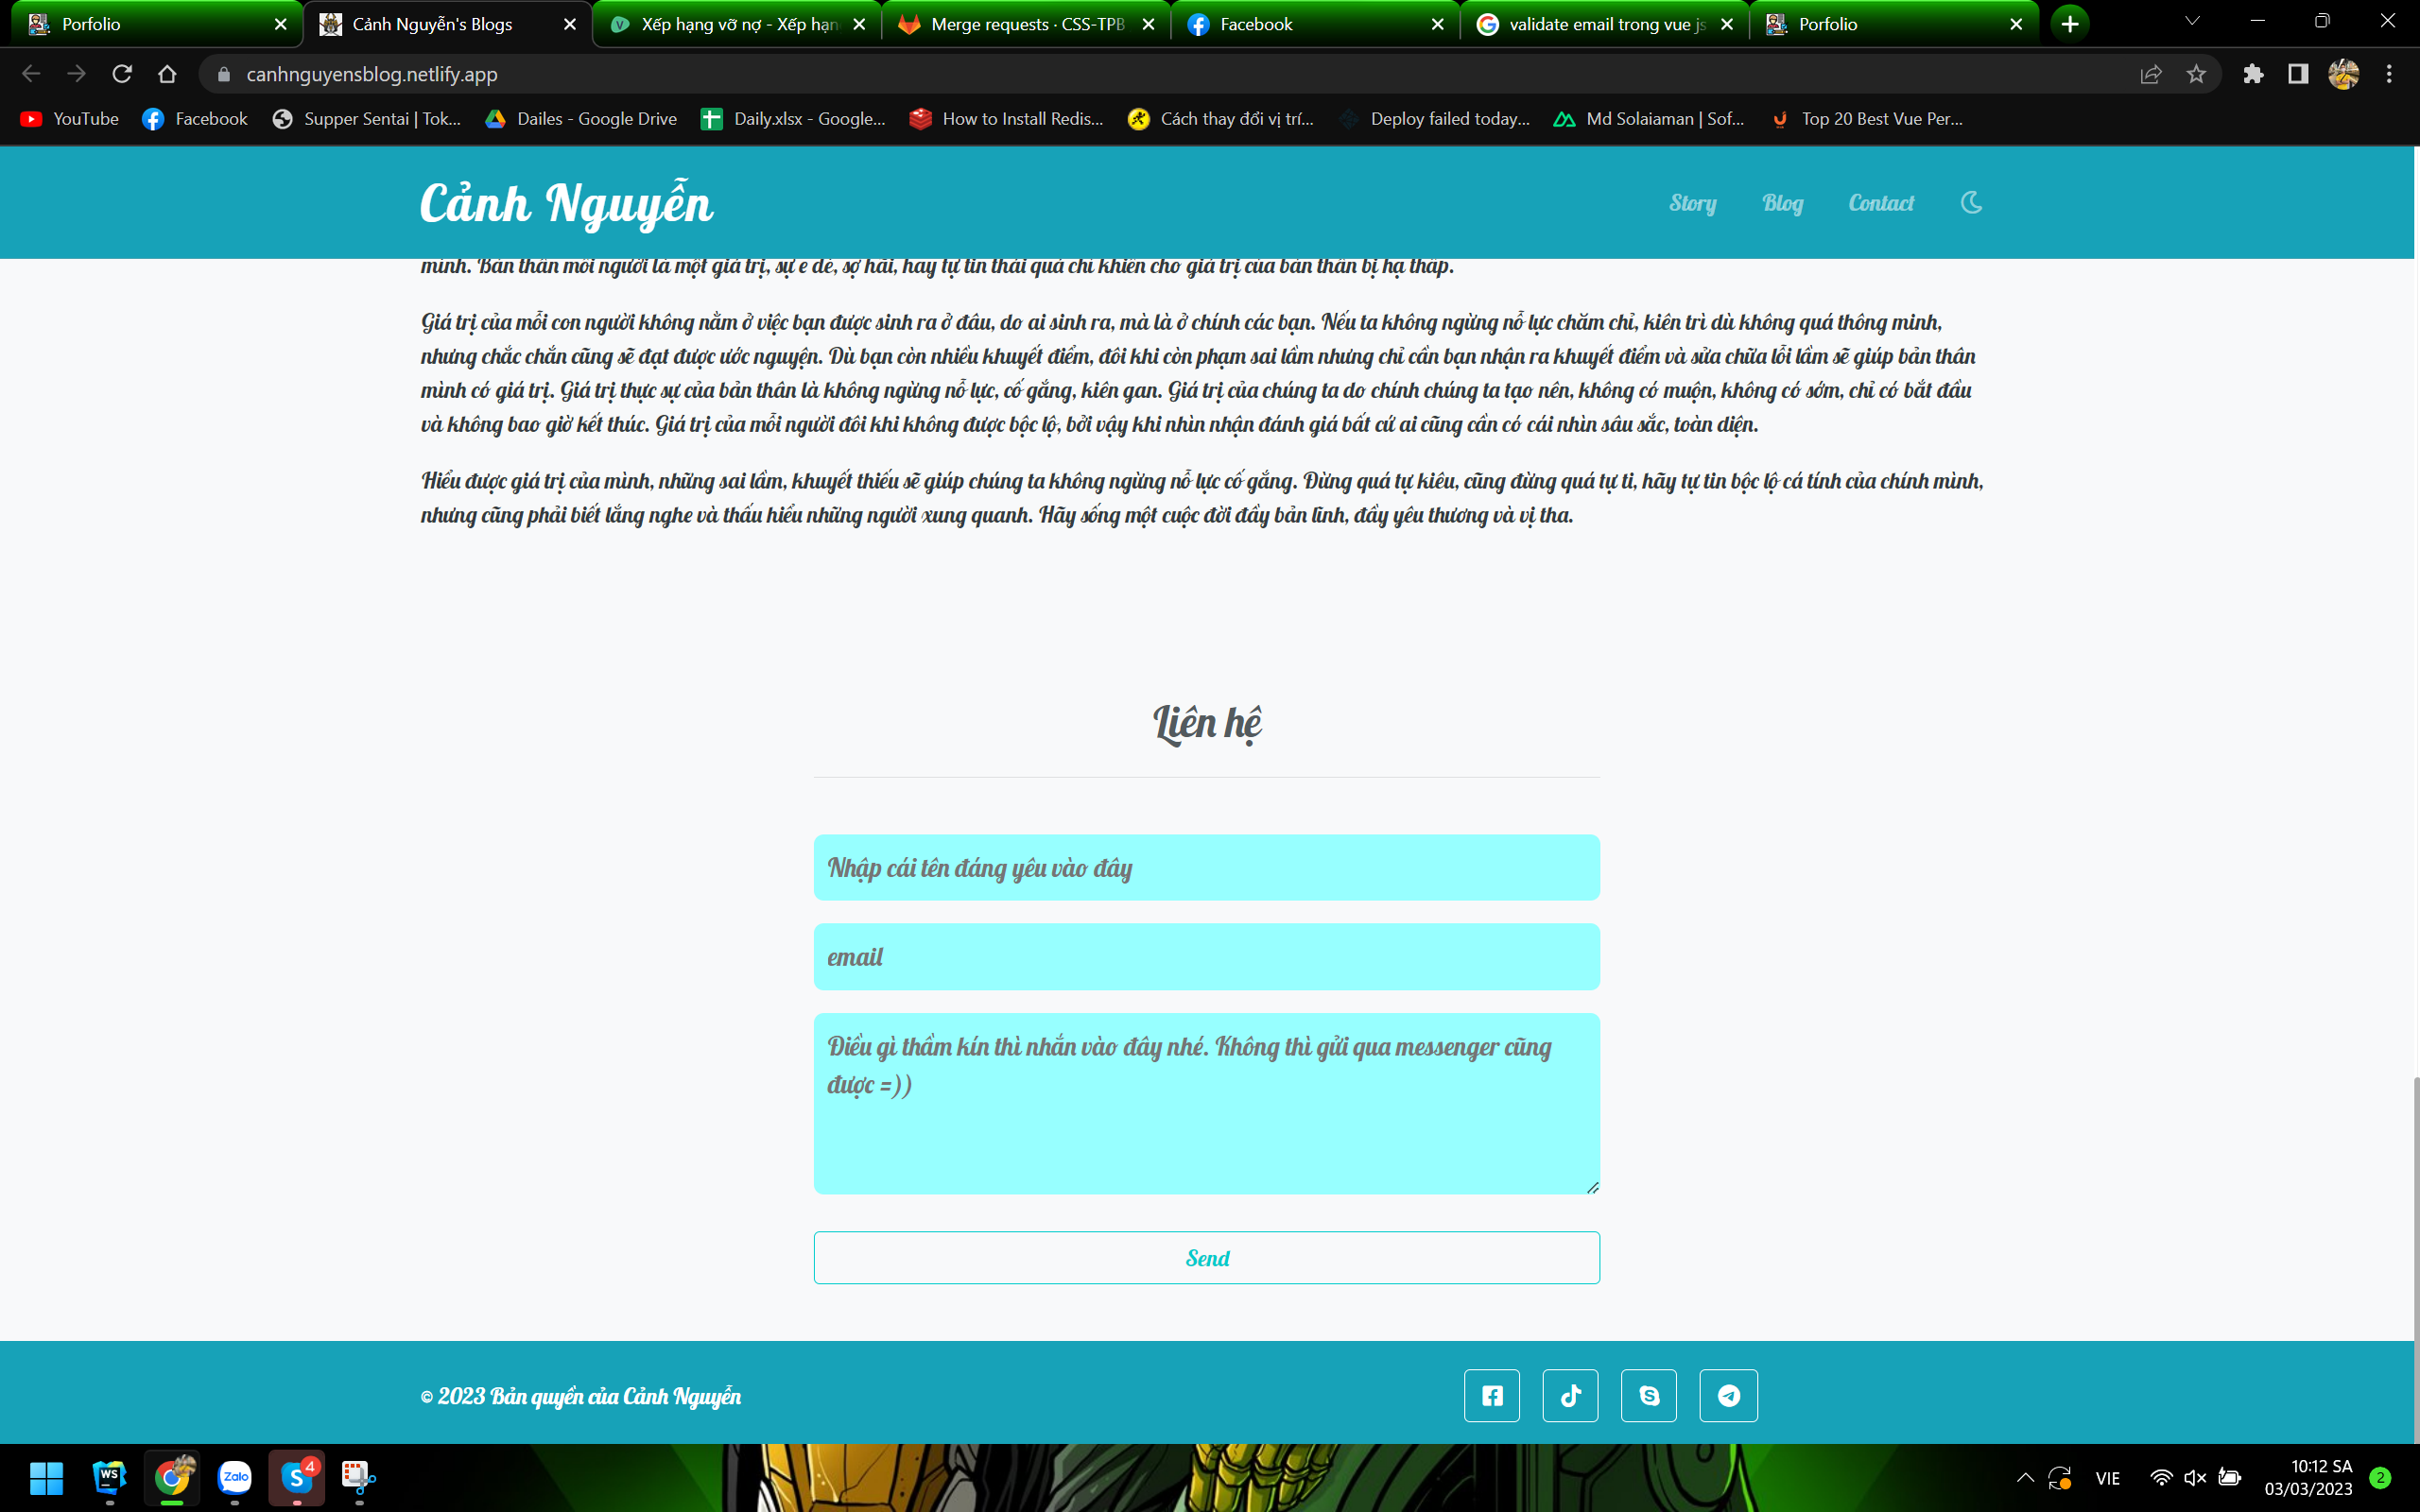 Porfolio
Cảnh Nguyễn's Blogs
Xếp hạng vỡ nợ - Xếp hạn
Merge requests · CSS-TPB
Facebook
validate email trong vue js
Porfolio
canhnguyensblog.netlify.app
YouTube
Facebook
Supper Sentai | Tok...
Dailes - Google Drive
Daily.xlsx - Google...
How to Install Redis...
Cách thay đổi vị trí...
Deploy failed today...
Md Solaiaman | Sof...
Top 20 Best Vue Per...
Cảnh Nguyễn
Story
Blog
Contact
mình. Bản thân mỗi người là một giá trị, sự e dè, sợ hãi, hay tự tin thái quá chỉ khiến cho giá trị của bản thân bị hạ thấp.
Giá trị của mỗi con người không nằm ở việc bạn được sinh ra ở đâu, do ai sinh ra, mà là ở chính các bạn. Nếu ta không ngừng nỗ lực chăm chỉ, kiên trì dù không quá thông minh,
nhưng chắc chắn cũng sẽ đạt được ước nguyện. Dù bạn còn nhiều khuyết điểm, đôi khi còn phạm sai lầm nhưng chỉ cần bạn nhận ra khuyết điểm và sửa chữa lỗi lầm sẽ giúp bản thân
mình có giá trị. Giá trị thực sự của bản thân là không ngừng nỗ lực, cố gắng, kiên gan. Giá trị của chúng ta do chính chúng ta tạo nên, không có muộn, không có sớm, chỉ có bắt đầu
và không bao giờ kết thúc. Giá trị của mỗi người đôi khi không được bộc lộ, bởi vậy khi nhìn nhận đánh giá bất cứ ai cũng cần có cái nhìn sâu sắc, toàn diện.
Hiểu được giá trị của mình, những sai lầm, khuyết thiếu sẽ giúp chúng ta không ngừng nỗ lực cố gắng. Đừng quá tự kiêu, cũng đừng quá tự ti, hãy tự tin bộc lộ cá tính của chính mình,
nhưng cũng phải biết lắng nghe và thấu hiểu những người xung quanh. Hãy sống một cuộc đời đầy bản lĩnh, đầy yêu thương và vị tha.
Liên hệ
Nhập cái tên đáng yêu vào đây
email
Điều gì thầm kín thì nhắn vào đây nhé. Không thì gửi qua messenger cũng
được =))
Send
© 2023 Bản quyền của Cảnh Nguyễn
WS
Zalo
S
4
VIE
10:12 SA
03/03/2023
2